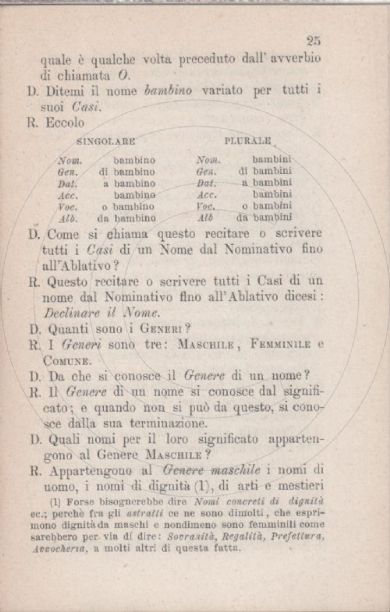 25
quale è qualche volta preceduto dall' avverbio
di chiamata O.
D. Ditemi il nome bambino variato per tutti i
suoi Casi.
R. Eccolo
SINGOLARE PLURALE
Nom. bambino Nom. bambini
Gen. di bambino Gen. di bambini
Dat. a bambino Dat. a bambini
Acc. bambino Acc. bambini
Voc. o bambino Voc. o bambini
Alb. da bambino Alb da bambini
D. Come si chiama questo recitare o scrivere
tutti i Casi di un Nome dal Nominativo fino
all'Ablativo?
R. Questo recitare o scrivere tutti i Casi di un
nome dal Nominativo fino all'Ablativo dicesi:
Declinare il Nome.
D. Quanti sono i GENERI?
R. I Generi sono tre: MASCHILE, FEMMINILE e
COMUNE.
D. Da che si conosce il Genere di un nome?
R. Il Genere di un nome si conosce dal signifi-
cato; e quando non si può da questo, si cono-
sce dalla sua terminazione.
D. Quali nomi per il loro significato apparten-
gono al Genere MASCHILE?
R. Appartengono al Genere maschile i nomi di
uomo, i nomi di dignità (1), di arti e mestieri
(1) Forse bisognerebbe dire Nomi concreti di dignità
ec.; perchè fra gli astratti ce ne sono dimolti, che espri-
mono dignità da maschi e nondimeno sono femminili come
sarebbero per via di dire: Sovranità, Regalità, Prefettura,
Avvocheria, a molti altri di questa fatta.